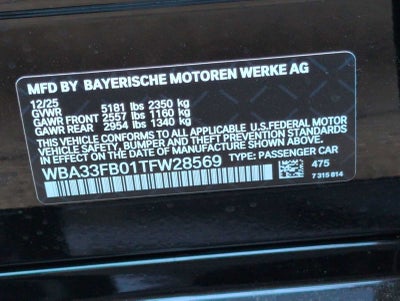 MFD BY BAYERISCHE MOTOREN WERKE AG
12/25
GVWR 5181 lbs 2350 kg
GAWR FRONT 2557 lbs 1160 kg
GAWR REAR 2954 lbs 1340 kg
THIS VEHICLE CONFORMS TO ALL APPLICABLE U.S.FEDERAL MOTOR
VEHICLE SAFETY, BUMPER AND THEFT PREVENTION STANDARDS
IN EFFECT ON THE DATE OF MANUFACTURE SHOWN ABOVE.
WBA33FB01TFW28569 TYPE: PASSENGER CAR
475
7 315 814